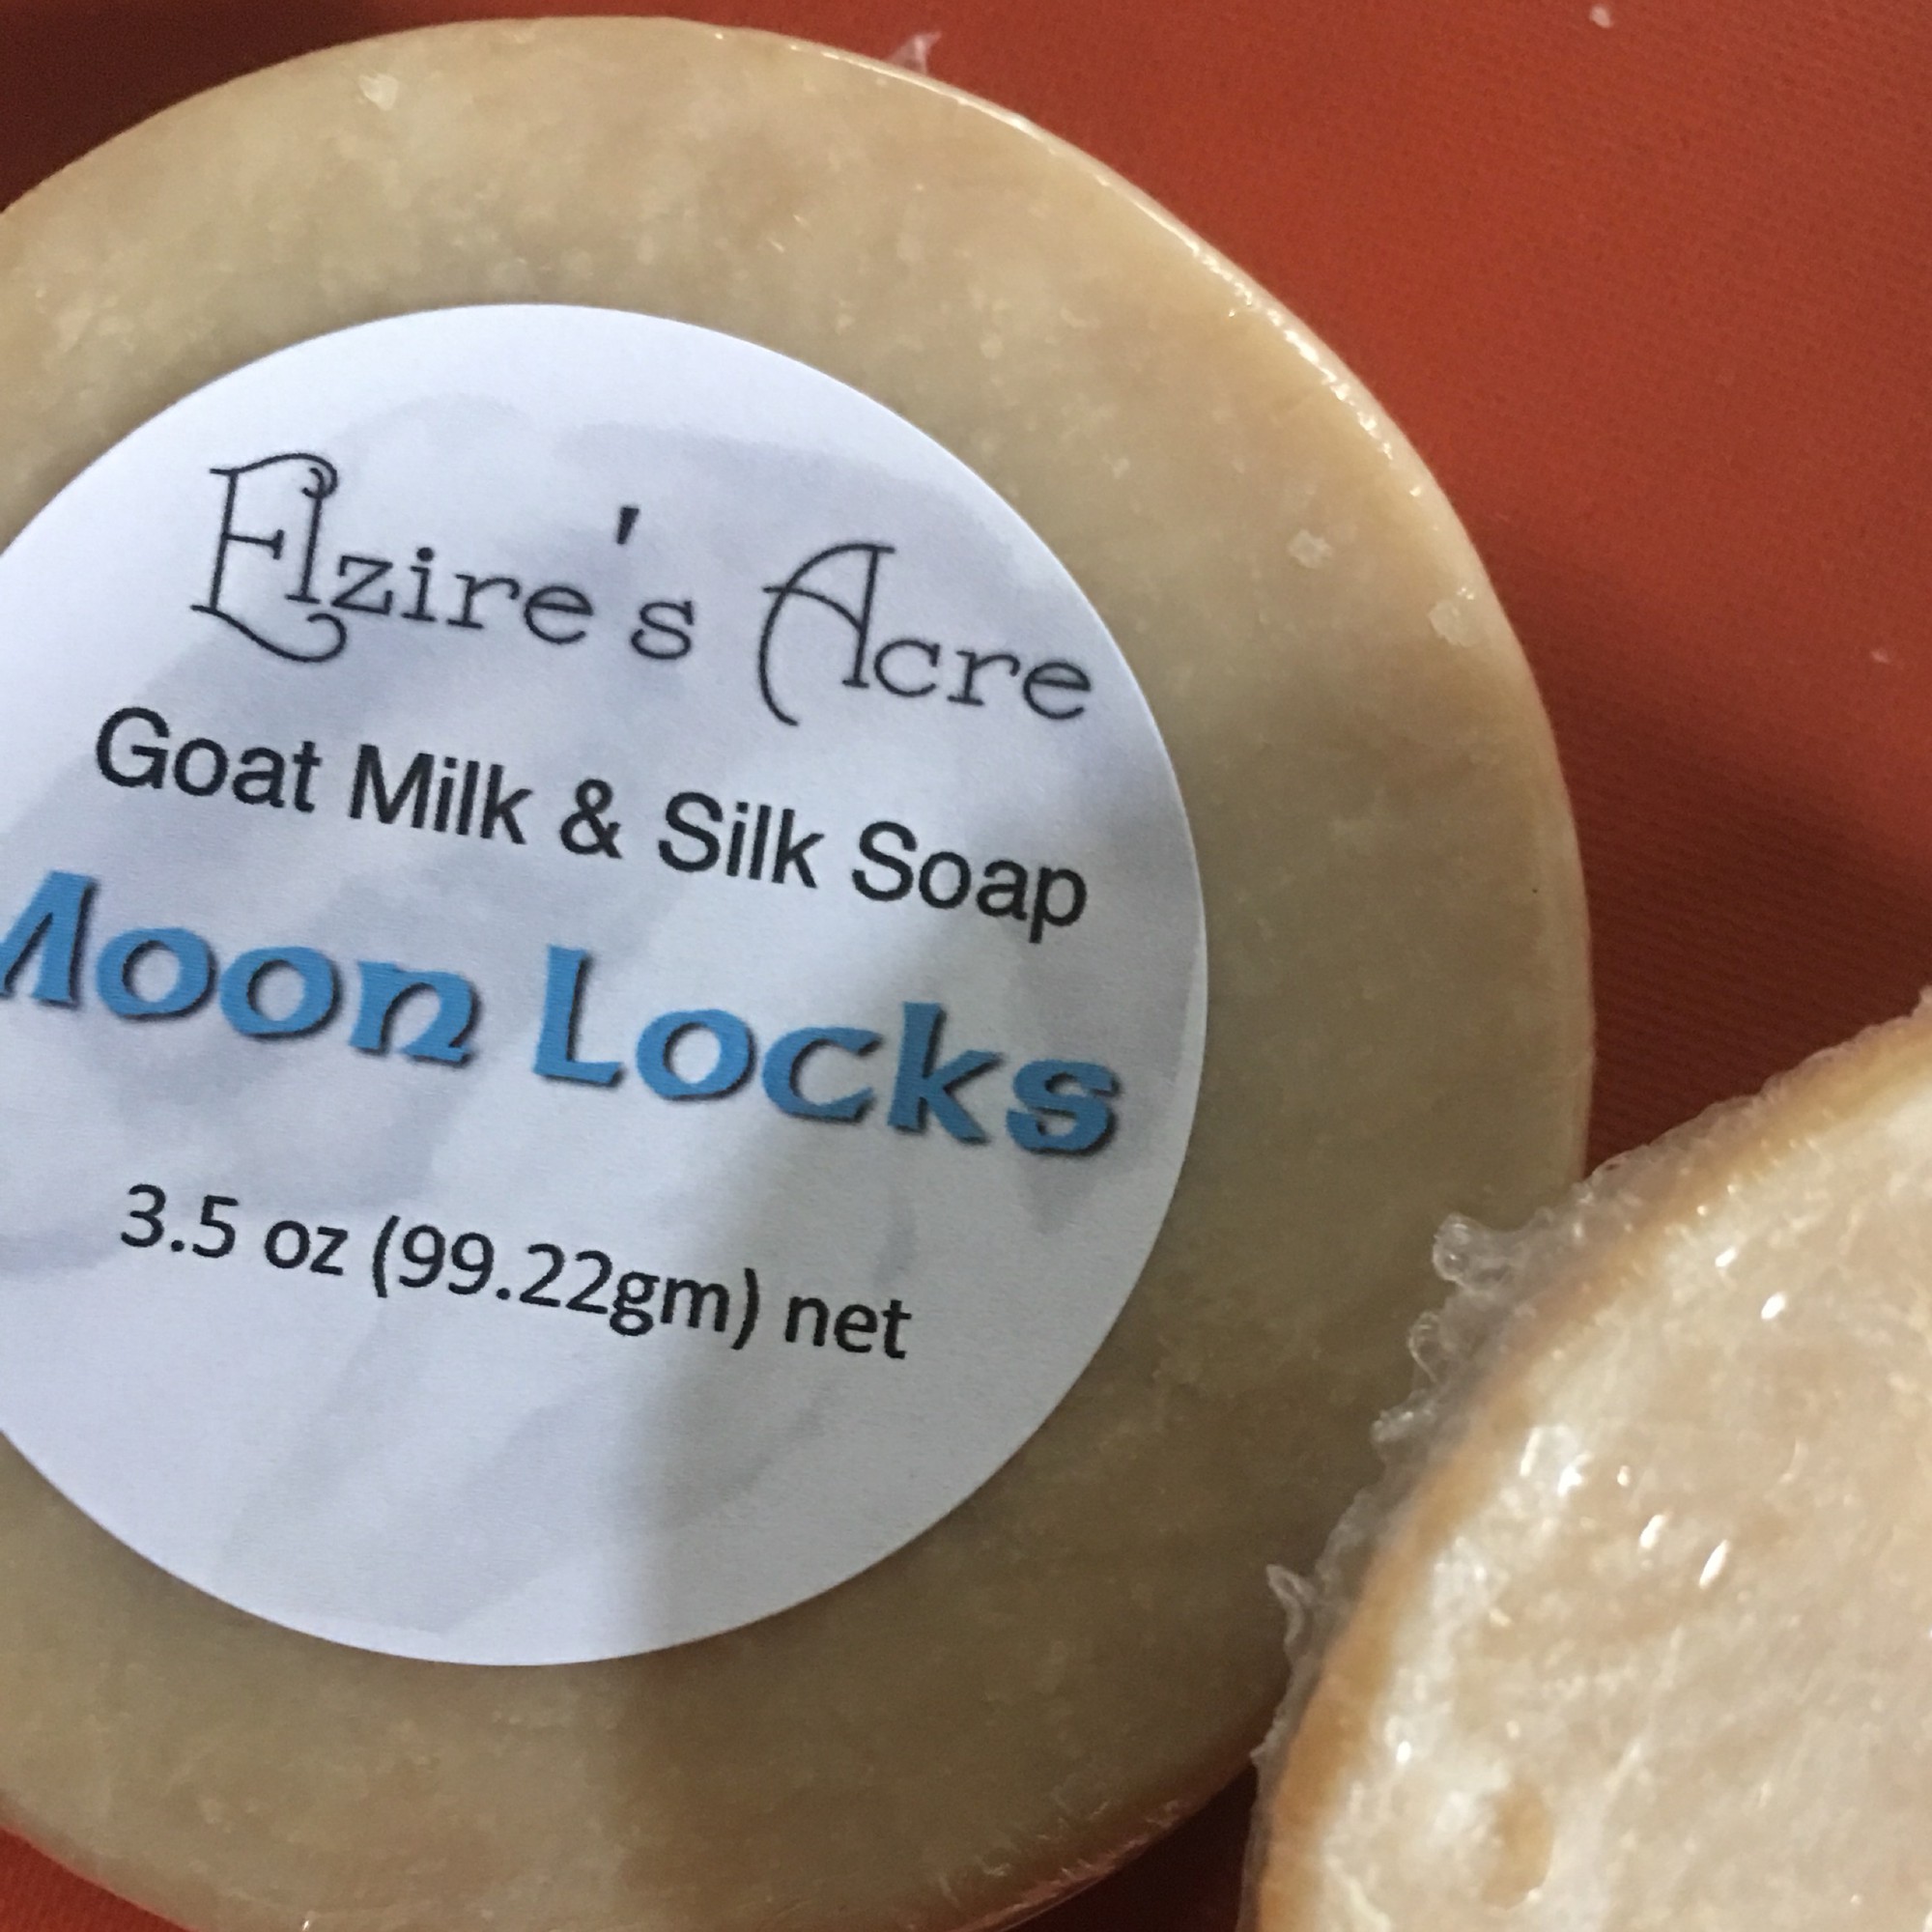 Elzire's Acre
Goat Milk & Silk Soap
Moon Locks
3.5 oz (99.22gm) net